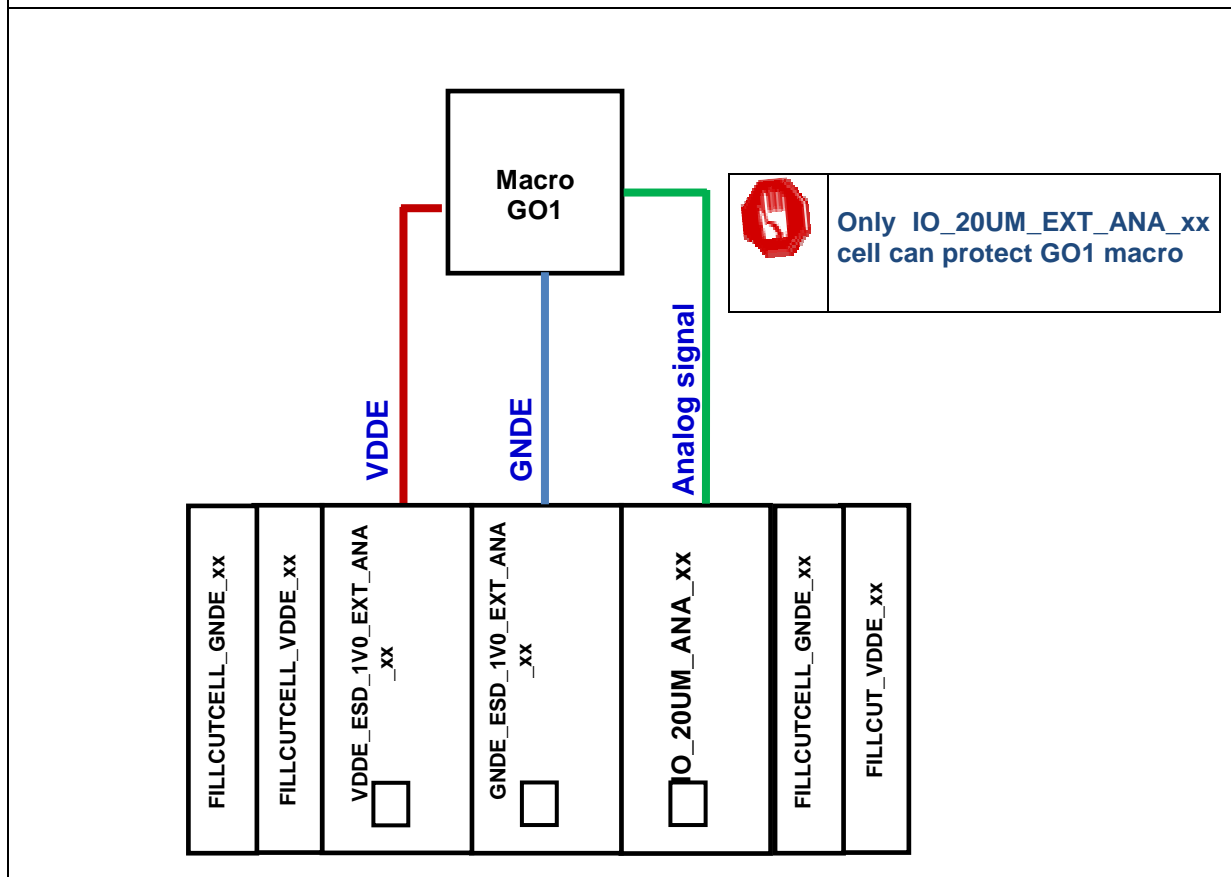 Macro
GO1
Only IO_20UM_EXT_ANA_xx
cell can protect GO1 macro
VDDE
GNDE
Analog signal
FILLCUTCELL_GNDE_xx
FILLCUTCELL_VDDE_xx
VDDE_ESD_1V0_EXT_ANA
_xx
GNDE_ESD_1V0_EXT_ANA
_xx
IO_20UM_ANA_xx
FILLCUTCELL_GNDE_xx
FILLCUT_VDDE_xx